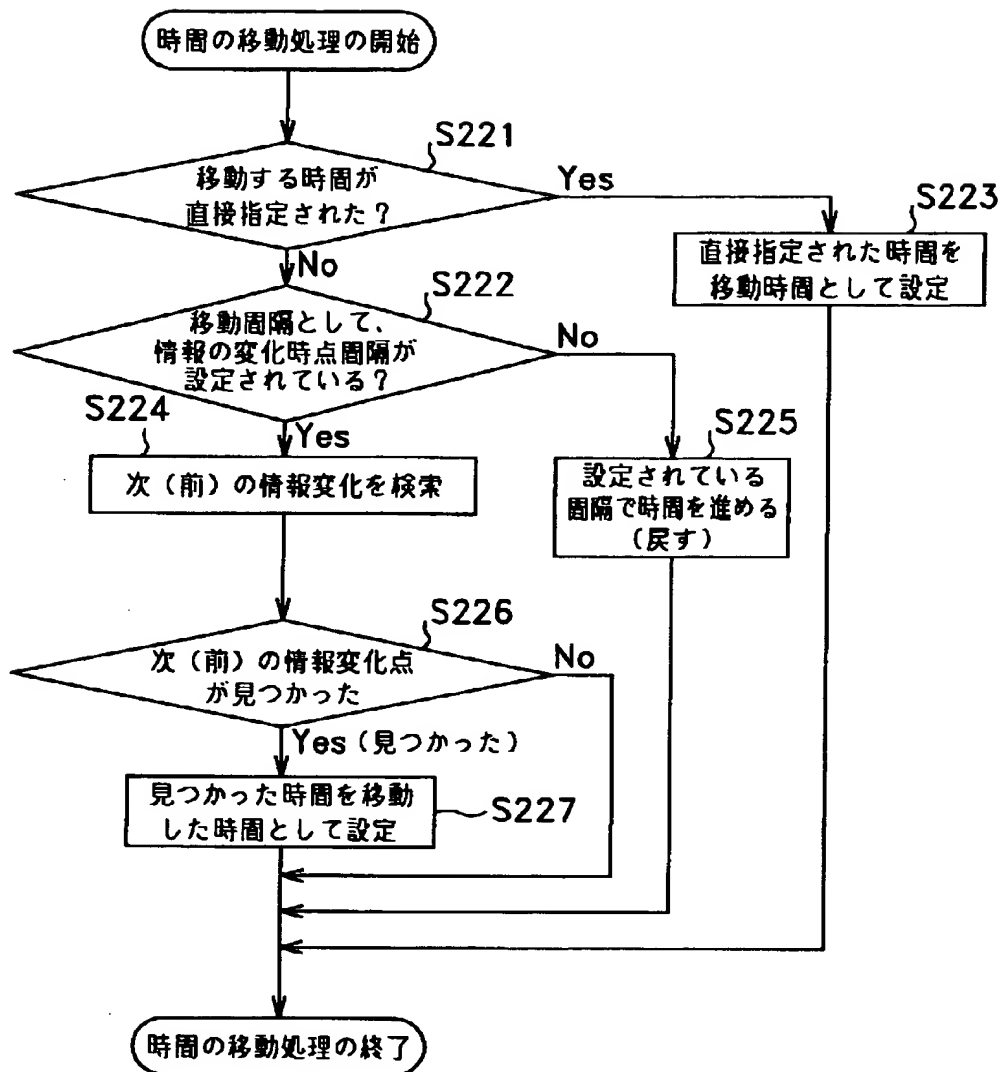 時間の移動処理の開始
S221
移動する時間が
直接指定された?
Yes
S223
直接指定された時間を
移動時間として設定
No
S222
移動間隔として、
情報の変化時点間隔が
設定されている?
No
S224
Yes
次(前)の情報変化を検索
S225
設定されている
間隔で時間を進める
(戻す)
S226
次(前)の情報変化点
が見つかった
No
Yes(見つかった)
見つかった時間を移動
した時間として設定
S227
時間の移動処理の終了